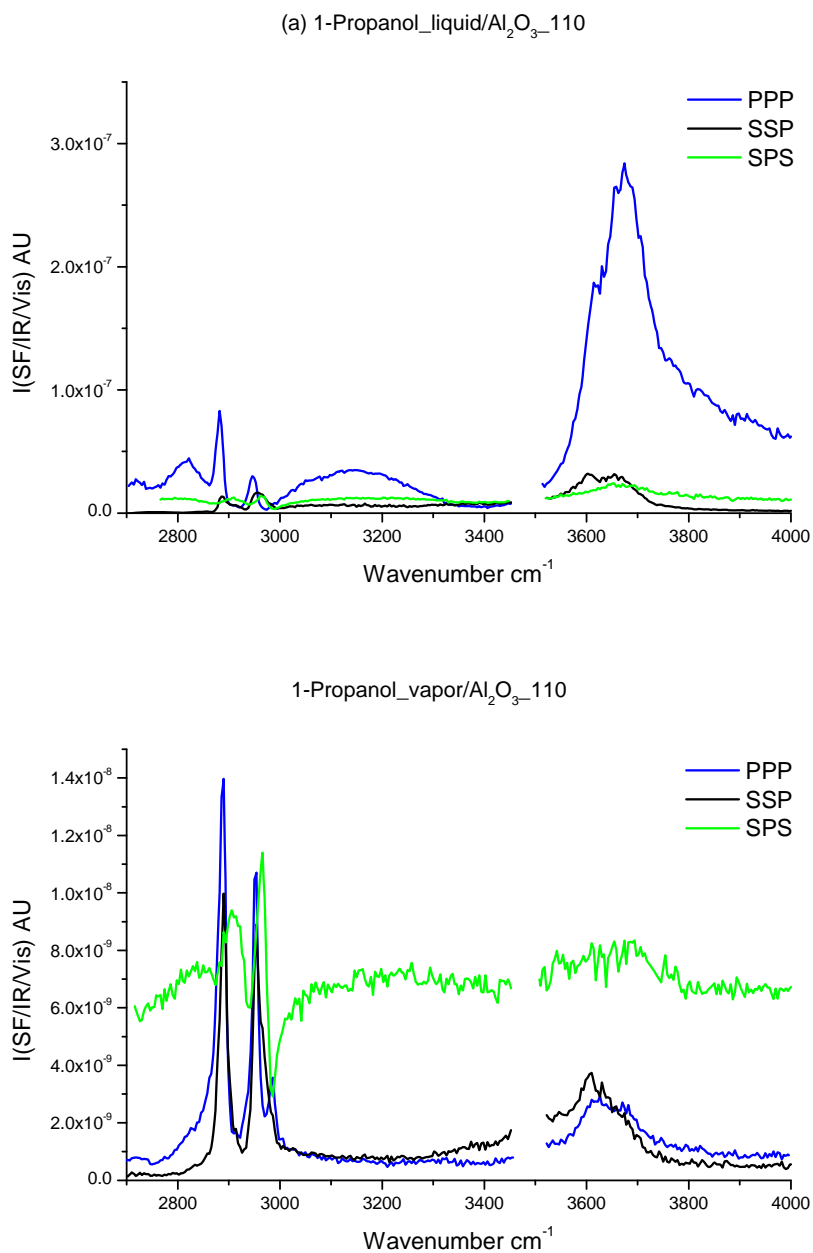 (a) 1-Propanol_liquid/Al₂O₃_110
PPP
SSP
SPS
3.0x10⁻⁷
2.0x10⁻⁷
1.0x10⁻⁷
0.0
I(SF/IR/Vis) AU
2800 3000 3200 3400 3600 3800 4000
Wavenumber cm⁻¹
1-Propanol_vapor/Al₂O₃_110
PPP
SSP
SPS
1.4x10⁻⁸
1.2x10⁻⁸
1.0x10⁻⁸
8.0x10⁻⁹
6.0x10⁻⁹
4.0x10⁻⁹
2.0x10⁻⁹
0.0
I(SF/IR/Vis) AU
2800 3000 3200 3400 3600 3800 4000
Wavenumber cm⁻¹